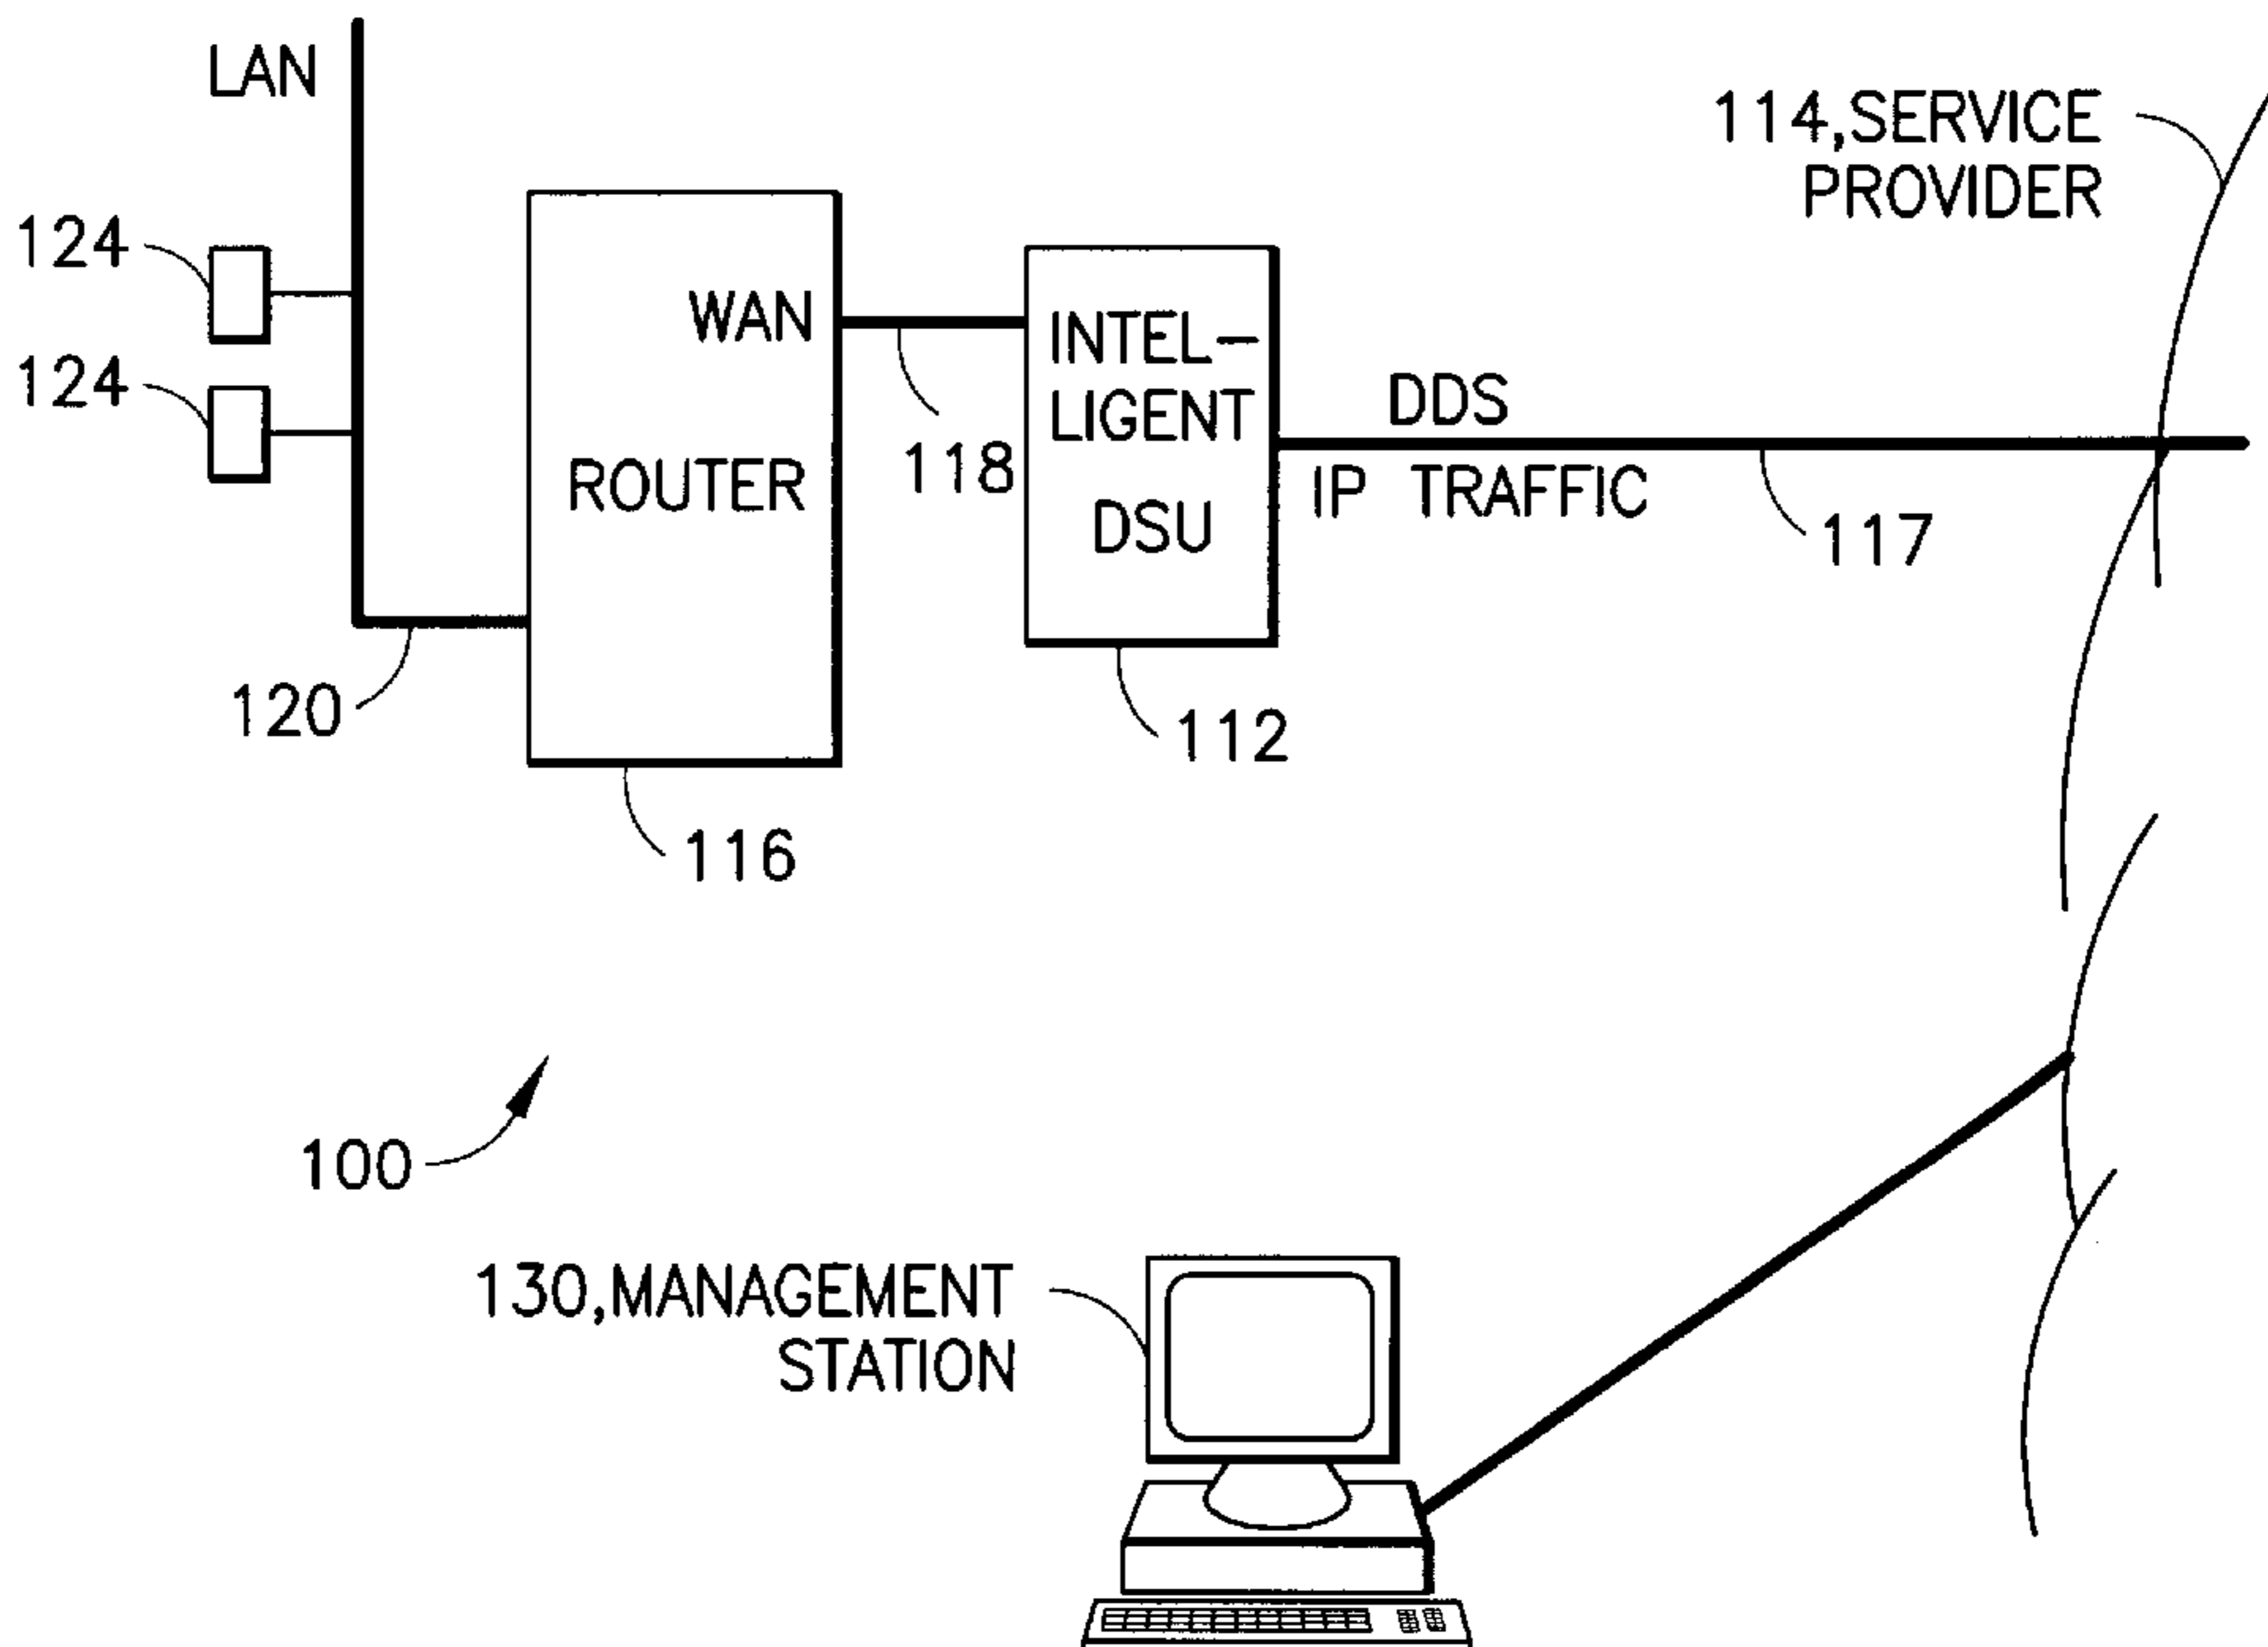 LAN
114,SERVICE
PROVIDER
124
124
WAN
ROUTER
118
INTEL-
LIGENT
DSU
DDS
IP TRAFFIC
117
120
112
116
100
130,MANAGEMENT
STATION